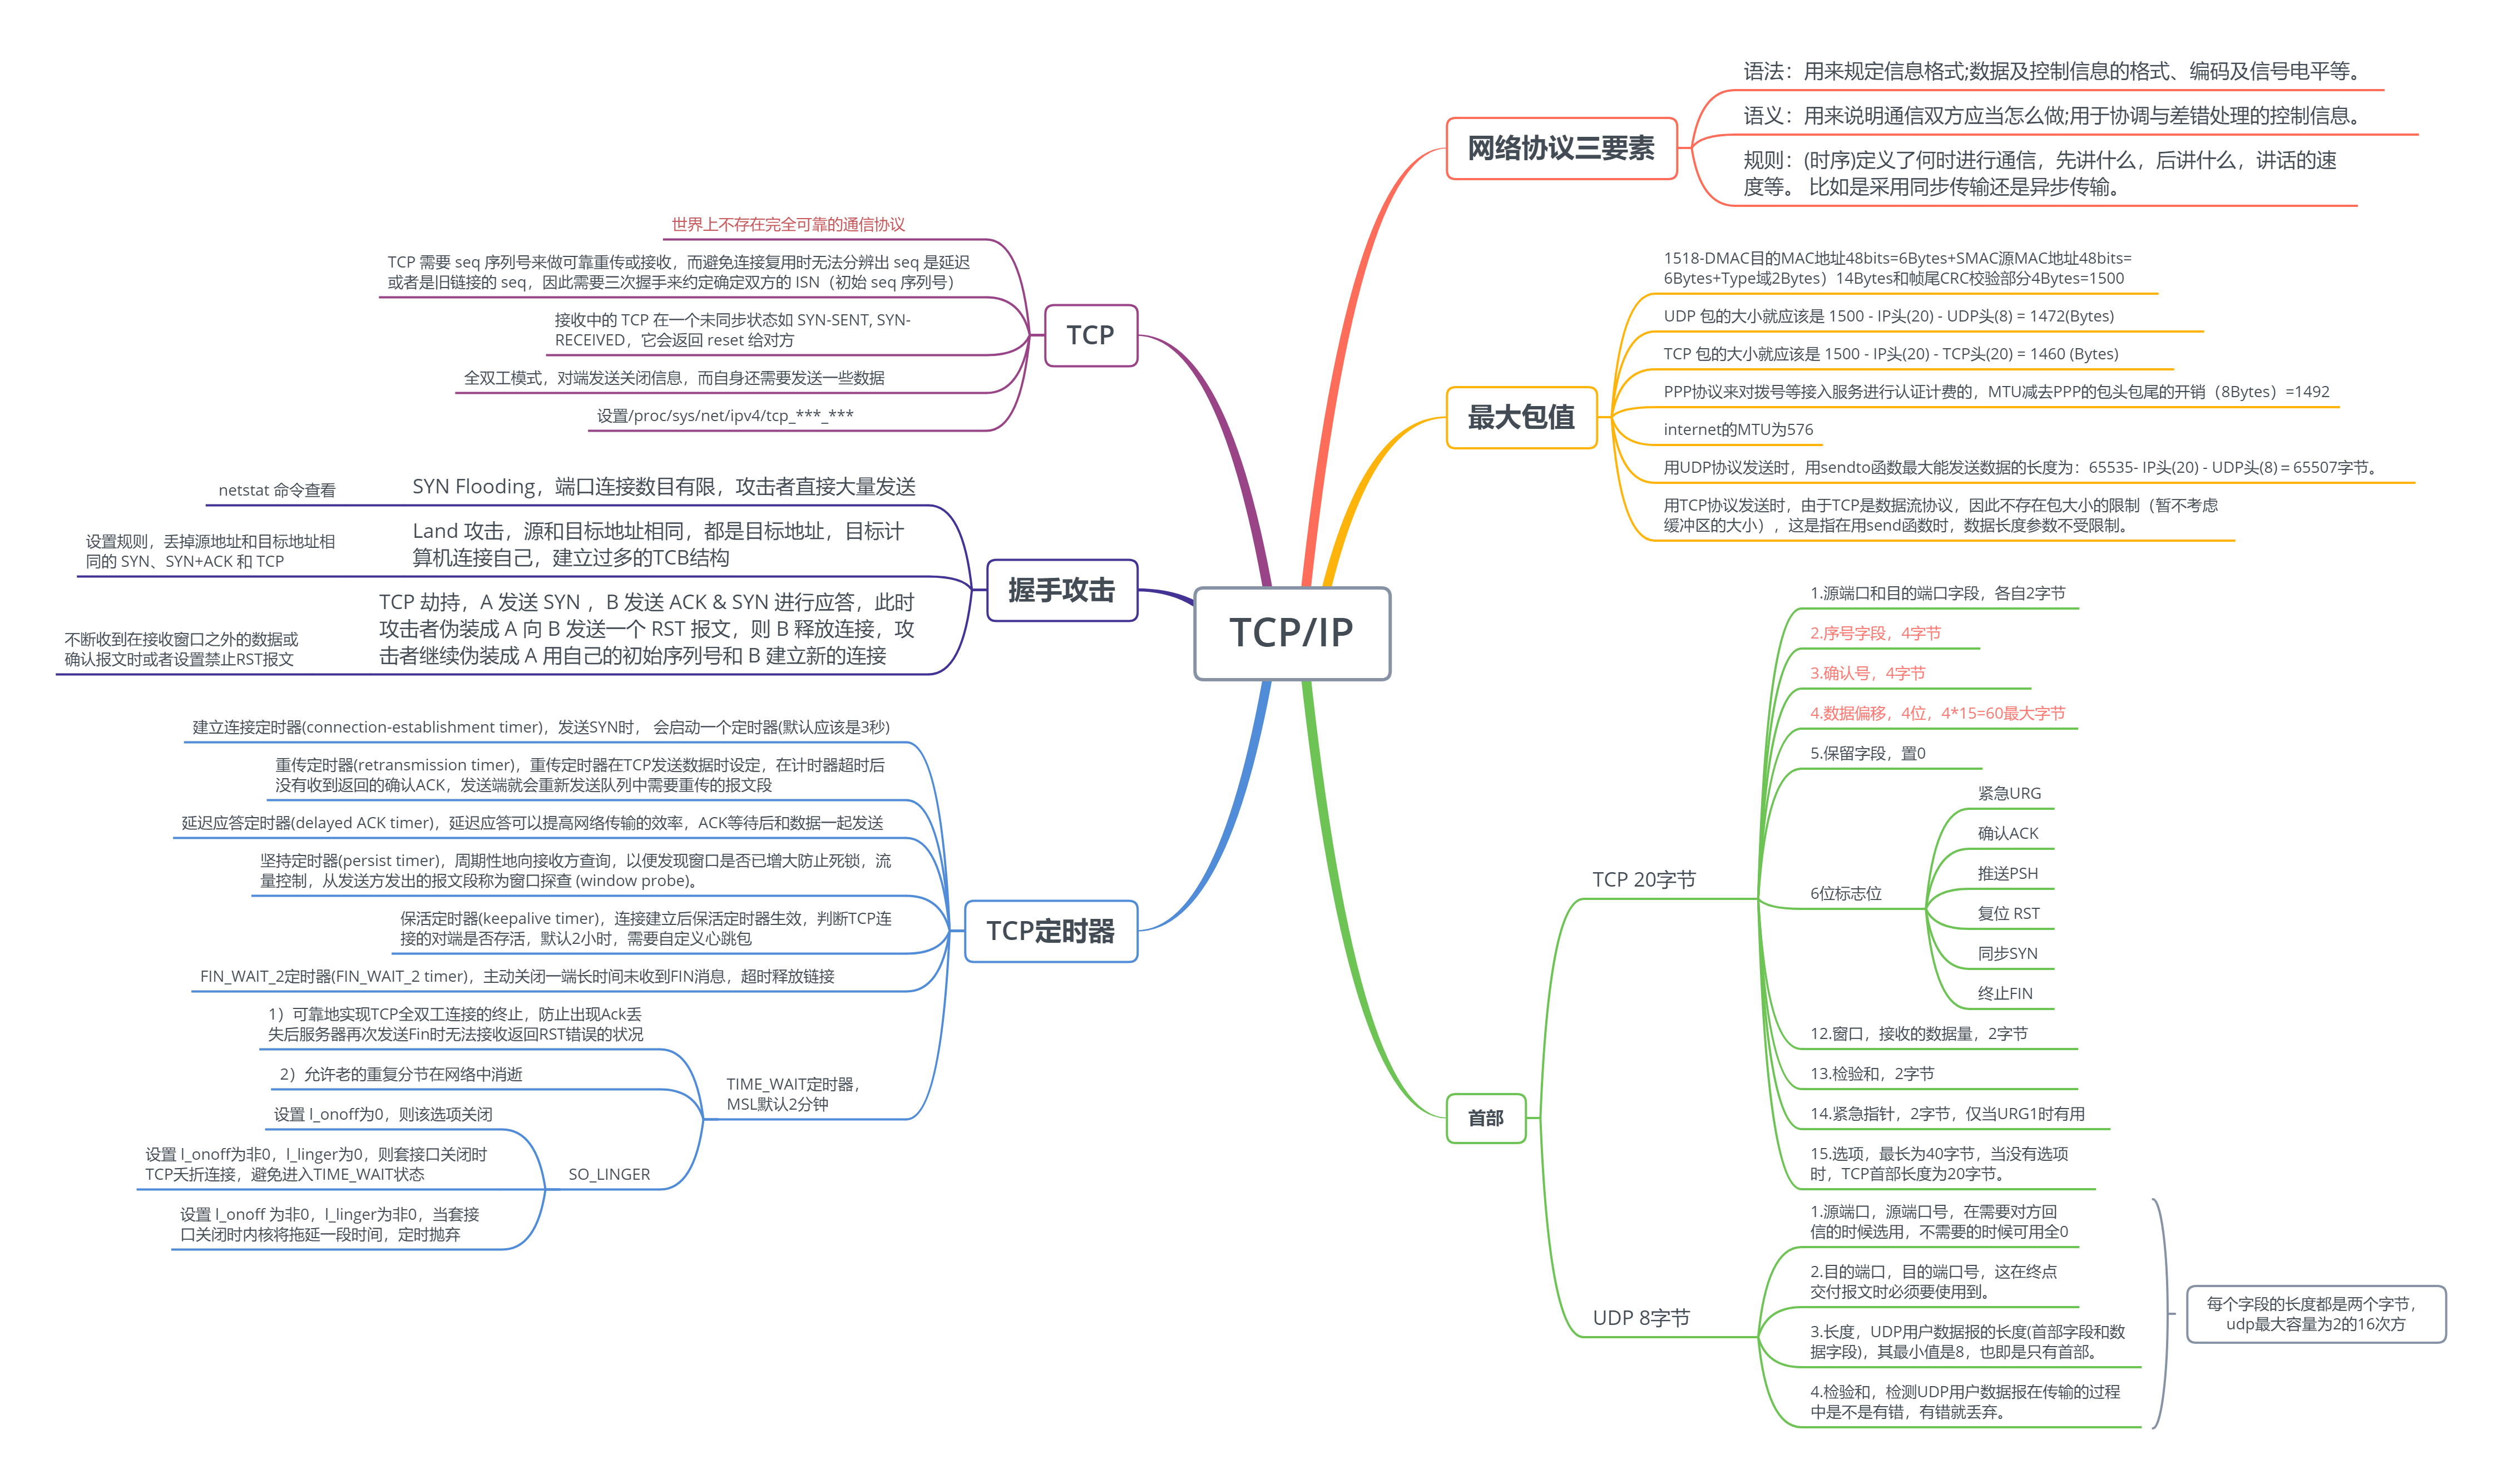 TCP/IP
网络协议三要素
语法：用来规定信息格式;数据及控制信息的格式、编码及信号电平等。
语义：用来说明通信双方应当怎么做;用于协调与差错处理的控制信息。
规则：(时序)定义了何时进行通信，先讲什么，后讲什么，讲话的速
度等。 比如是采用同步传输还是异步传输。
最大包值
1518-DMAC目的MAC地址48bits=6Bytes+SMAC源MAC地址48bits=
6Bytes+Type域2Bytes）14Bytes和帧尾CRC校验部分4Bytes=1500
UDP 包的大小就应该是 1500 - IP头(20) - UDP头(8) = 1472(Bytes)
TCP 包的大小就应该是 1500 - IP头(20) - TCP头(20) = 1460 (Bytes)
PPP协议来对拨号等接入服务进行认证计费的，MTU减去PPP的包头包尾的开销（8Bytes）=1492
internet的MTU为576
用UDP协议发送时，用sendto函数最大能发送数据的长度为：65535- IP头(20) - UDP头(8)＝65507字节。
用TCP协议发送时，由于TCP是数据流协议，因此不存在包大小的限制（暂不考虑
缓冲区的大小），这是指在用send函数时，数据长度参数不受限制。
首部
TCP 20字节
1.源端口和目的端口字段，各自2字节
2.序号字段，4字节
3.确认号，4字节
4.数据偏移，4位，4*15=60最大字节
5.保留字段，置0
6位标志位
紧急URG
确认ACK
推送PSH
复位 RST
同步SYN
终止FIN
12.窗口，接收的数据量，2字节
13.检验和，2字节
14.紧急指针，2字节，仅当URG1时有用
15.选项，最长为40字节，当没有选项
时，TCP首部长度为20字节。
UDP 8字节
1.源端口，源端口号，在需要对方回
信的时候选用，不需要的时候可用全0
2.目的端口，目的端口号，这在终点
交付报文时必须要使用到。
3.长度，UDP用户数据报的长度(首部字段和数
据字段)，其最小值是8，也即是只有首部。
4.检验和，检测UDP用户数据报在传输的过程
中是不是有错，有错就丢弃。
每个字段的长度都是两个字节，
udp最大容量为2的16次方
TCP
世界上不存在完全可靠的通信协议
TCP 需要 seq 序列号来做可靠重传或接收，而避免连接复用时无法分辨出 seq 是延迟
或者是旧链接的 seq，因此需要三次握手来约定确定双方的 ISN（初始 seq 序列号）
接收中的 TCP 在一个未同步状态如 SYN-SENT, SYN-
RECEIVED，它会返回 reset 给对方
全双工模式，对端发送关闭信息，而自身还需要发送一些数据
设置/proc/sys/net/ipv4/tcp_***_***
握手攻击
SYN Flooding，端口连接数目有限，攻击者直接大量发送
netstat 命令查看
Land 攻击，源和目标地址相同，都是目标地址，目标计
算机连接自己，建立过多的TCB结构
设置规则，丢掉源地址和目标地址相
同的 SYN、SYN+ACK 和 TCP
TCP 劫持，A 发送 SYN ，B 发送 ACK & SYN 进行应答，此时
攻击者伪装成 A 向 B 发送一个 RST 报文，则 B 释放连接，攻
击者继续伪装成 A 用自己的初始序列号和 B 建立新的连接
不断收到在接收窗口之外的数据或
确认报文时或者设置禁止RST报文
TCP定时器
建立连接定时器(connection-establishment timer)，发送SYN时， 会启动一个定时器(默认应该是3秒)
重传定时器(retransmission timer)，重传定时器在TCP发送数据时设定，在计时器超时后
没有收到返回的确认ACK，发送端就会重新发送队列中需要重传的报文段
延迟应答定时器(delayed ACK timer)，延迟应答可以提高网络传输的效率，ACK等待后和数据一起发送
坚持定时器(persist timer)，周期性地向接收方查询，以便发现窗口是否已增大防止死锁，流
量控制，从发送方发出的报文段称为窗口探查 (window probe)。
保活定时器(keepalive timer)，连接建立后保活定时器生效，判断TCP连
接的对端是否存活，默认2小时，需要自定义心跳包
FIN_WAIT_2定时器(FIN_WAIT_2 timer)，主动关闭一端长时间未收到FIN消息，超时释放链接
TIME_WAIT定时器，
MSL默认2分钟
1）可靠地实现TCP全双工连接的终止，防止出现Ack丢
失后服务器再次发送Fin时无法接收返回RST错误的状况
2）允许老的重复分节在网络中消逝
SO_LINGER
设置 l_onoff为0，则该选项关闭
设置 l_onoff为非0，l_linger为0，则套接口关闭时
TCP夭折连接，避免进入TIME_WAIT状态
设置 l_onoff 为非0，l_linger为非0，当套接
口关闭时内核将拖延一段时间，定时抛弃